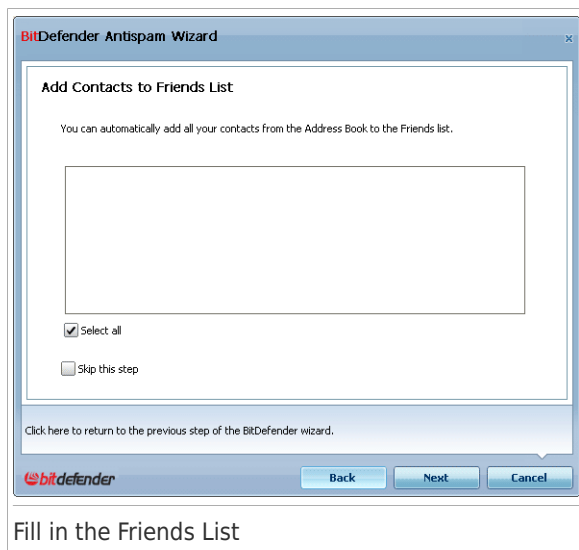 BitDefender Antispam Wizard
x
Add Contacts to Friends List
You can automatically add all your contacts from the Address Book to the Friends list.
Select all
Skip this step
Click here to return to the previous step of the BitDefender wizard.
bitdefender
Back
Next
Cancel
Fill in the Friends List